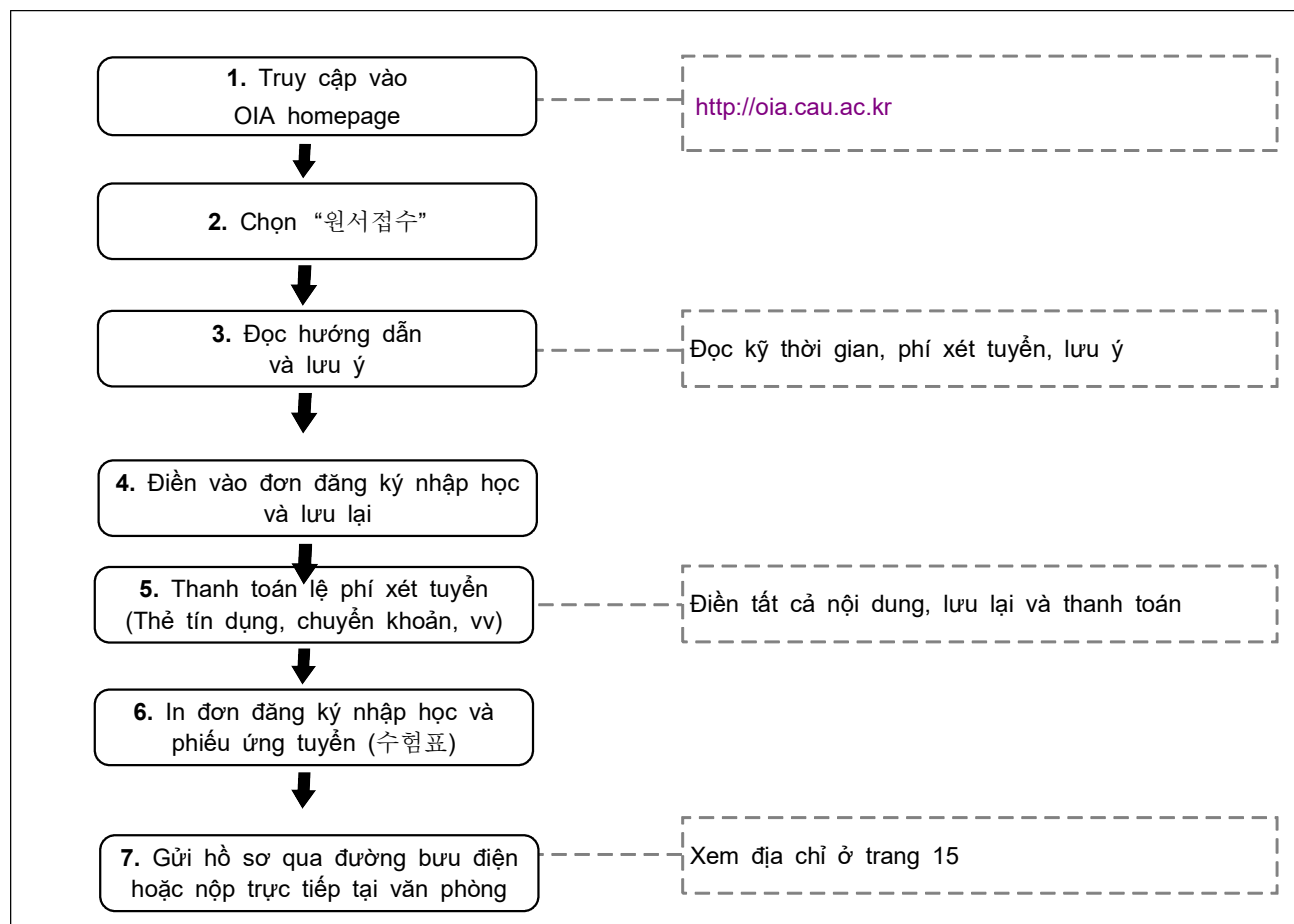 1. Truy cập vào
OIA homepage
http://oia.cau.ac.kr
2. Chọn “원서접수”
3. Đọc hướng dẫn
và lưu ý
Đọc kỹ thời gian, phí xét tuyển, lưu ý
4. Điền vào đơn đăng ký nhập học
và lưu lại
5. Thanh toán lệ phí xét tuyển
(Thẻ tín dụng, chuyển khoản, vv)
Điền tất cả nội dung, lưu lại và thanh toán
6. In đơn đăng ký nhập học và
phiếu ứng tuyển (수험표)
7. Gửi hồ sơ qua đường bưu điện
hoặc nộp trực tiếp tại văn phòng
Xem địa chỉ ở trang 15